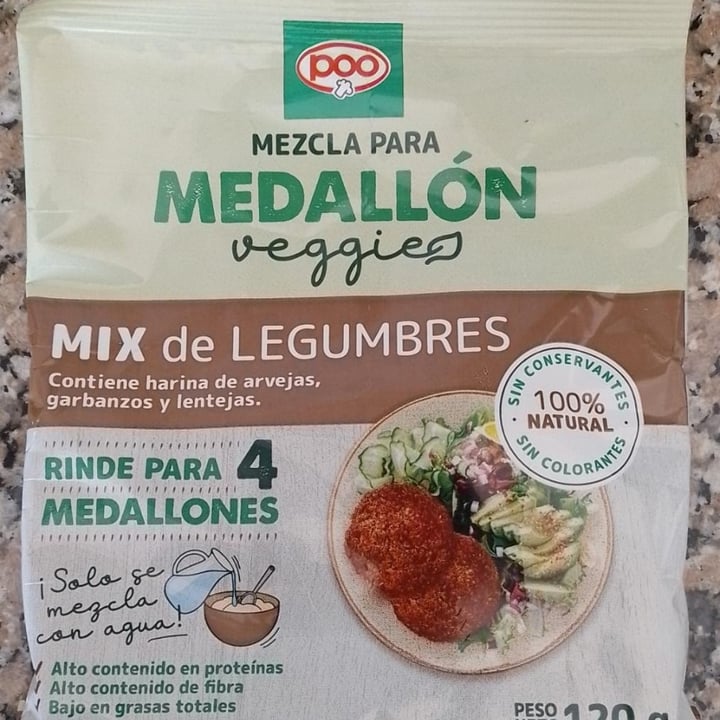 poo
MEZCLA PARA
MEDALLÓN
veggie
MIX de LEGUMBRES
Contiene harina de arvejas,
garbanzos y lentejas.
SIN CONSERVANTES
100%
NATURAL
SIN COLORANTES
RINDE PARA 4
MEDALLONES
¡Solo se
mezcla
con agua!
Alto contenido en proteínas
Alto contenido de fibra
Bajo en grasas totales
PESO
120 g